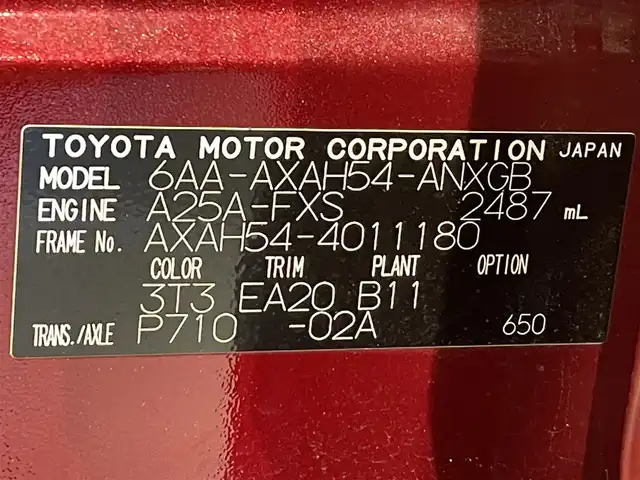 TOYOTA MOTOR CORPORATION JAPAN
MODEL 6AA-AXAH54-ANXGB
ENGINE A25A-FXS 2487 mL
FRAME No. AXAH54-4011180
COLOR TRIM PLANT OPTION
3T3 EA20 B11
TRANS./AXLE P710 -02A 650